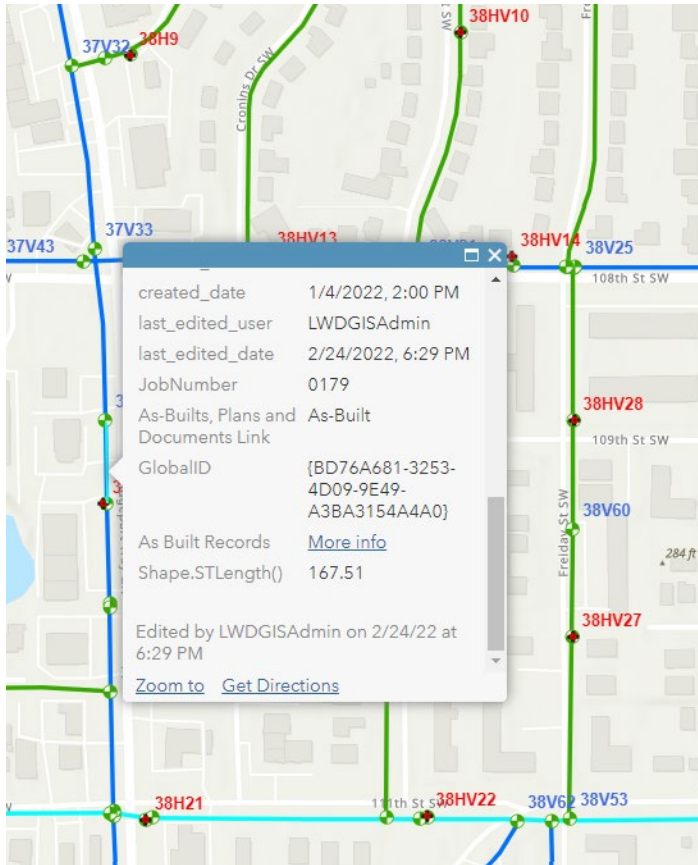 38HV10
37V32
38H9
Cronins Dr SW
37V33
37V43
38HV13
38HV14
38V25
108th St SW
created_date 1/4/2022, 2:00 PM
last_edited_user LWDGISAdmin
last_edited_date 2/24/2022, 6:29 PM
JobNumber 0179
As-Builts, Plans and As-Built
Documents Link
GlobalID {BD76A681-3253-
4D09-9E49-
A3BA3154A4A0}
As Built Records More info
Shape.STLength() 167.51
Edited by LWDGISAdmin on 2/24/22 at
6:29 PM
Zoom to Get Directions
38HV28
109th St SW
38V60
Freiday St SW
284 ft
38HV27
38H21
111th St SW
38HV22
38V62
38V53